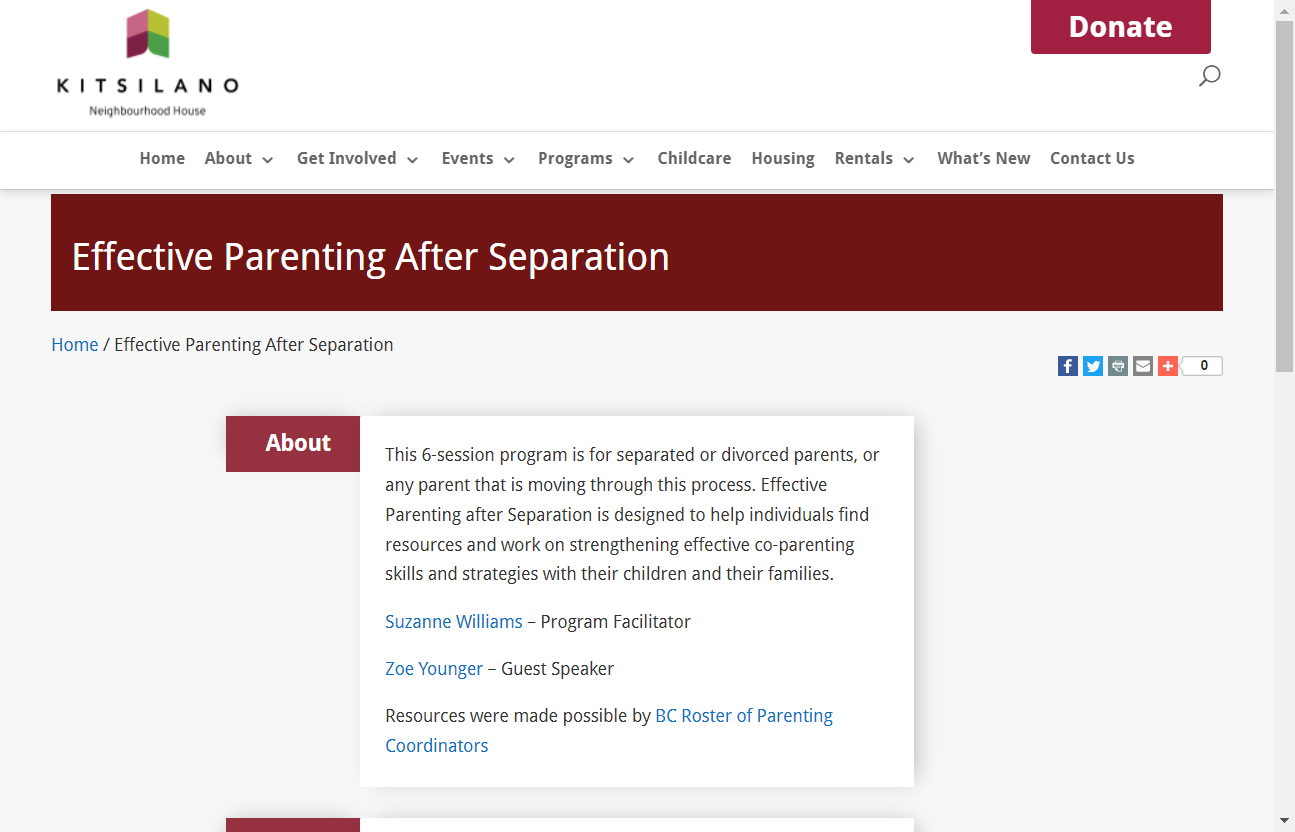 Donate
KITSILANO
Neighbourhood House
Home About Get Involved Events Programs Childcare Housing Rentals What’s New Contact Us
Effective Parenting After Separation
Home / Effective Parenting After Separation
0
About
This 6-session program is for separated or divorced parents, or
any parent that is moving through this process. Effective
Parenting after Separation is designed to help individuals find
resources and work on strengthening effective co-parenting
skills and strategies with their children and their families.
Suzanne Williams – Program Facilitator
Zoe Younger – Guest Speaker
Resources were made possible by BC Roster of Parenting
Coordinators